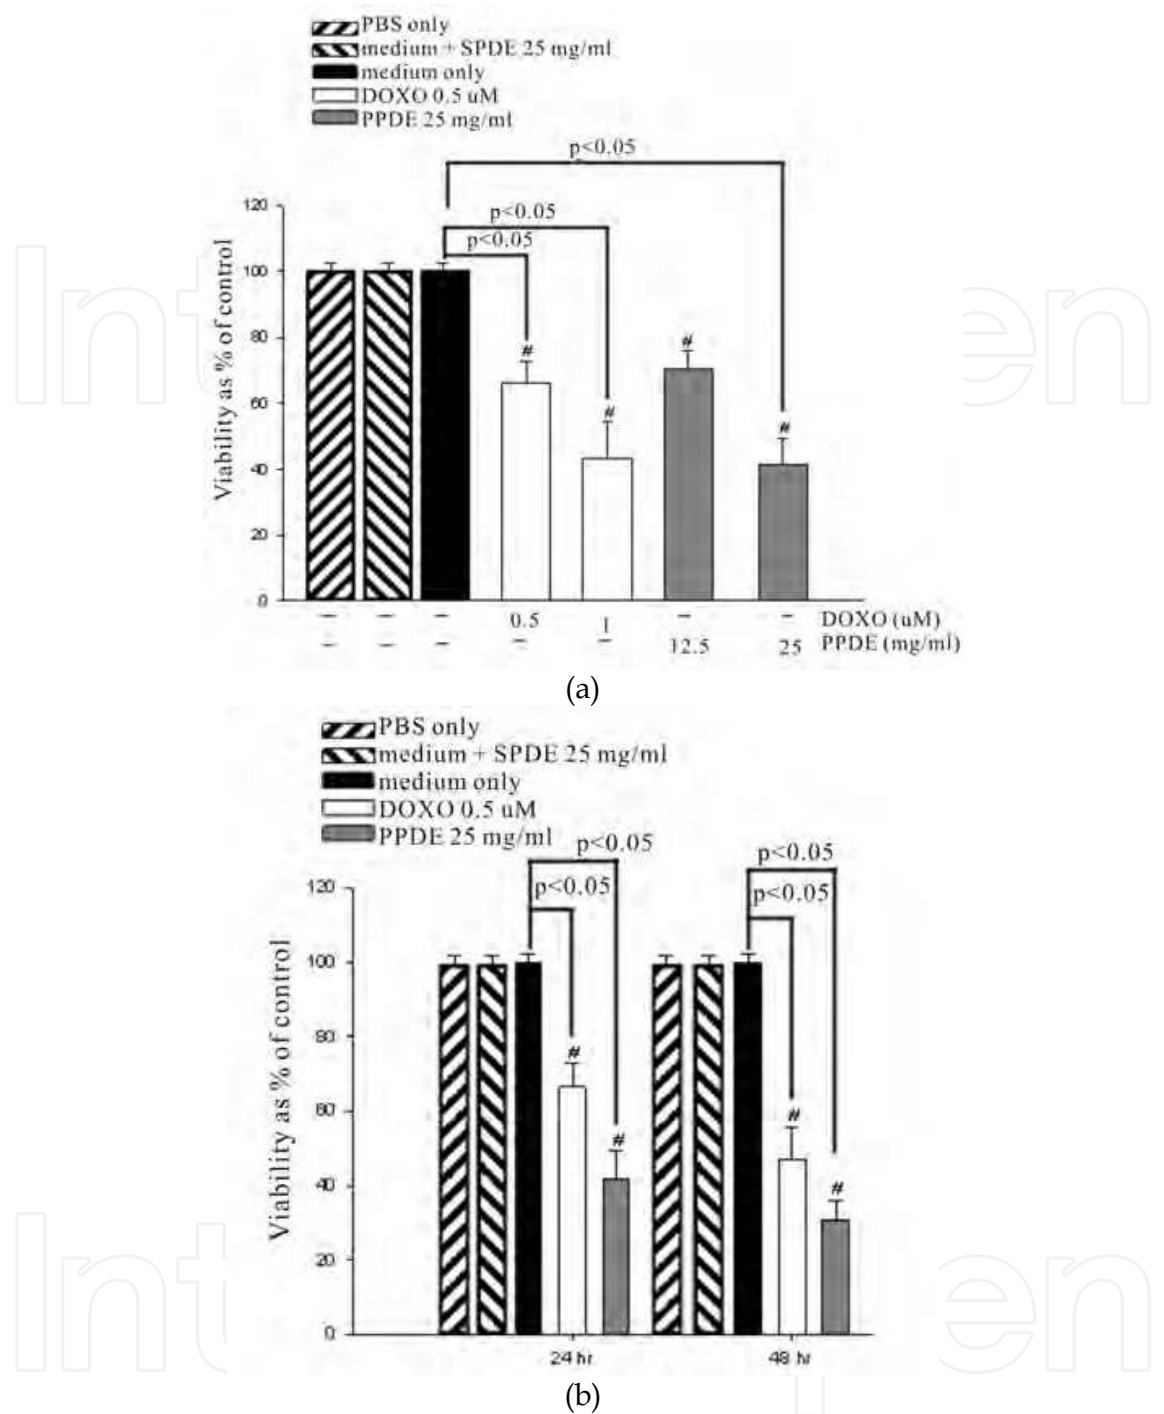 PBS only
medium + SPDE 25 mg/ml
medium only
DOXO 0.5 uM
PPDE 25 mg/ml
p<0.05
p<0.05
p<0.05
Viability as % of control
120
100
80
60
40
20
0
# # # #
– – – 0.5 1 – – DOXO (uM)
– – – – – 12.5 25 PPDE (mg/ml)
(a)
PBS only
medium + SPDE 25 mg/ml
medium only
DOXO 0.5 uM
PPDE 25 mg/ml
p<0.05 p<0.05
p<0.05 p<0.05
Viability as % of control
120
100
80
60
40
20
0
# # # #
24 hr 48 hr
(b)